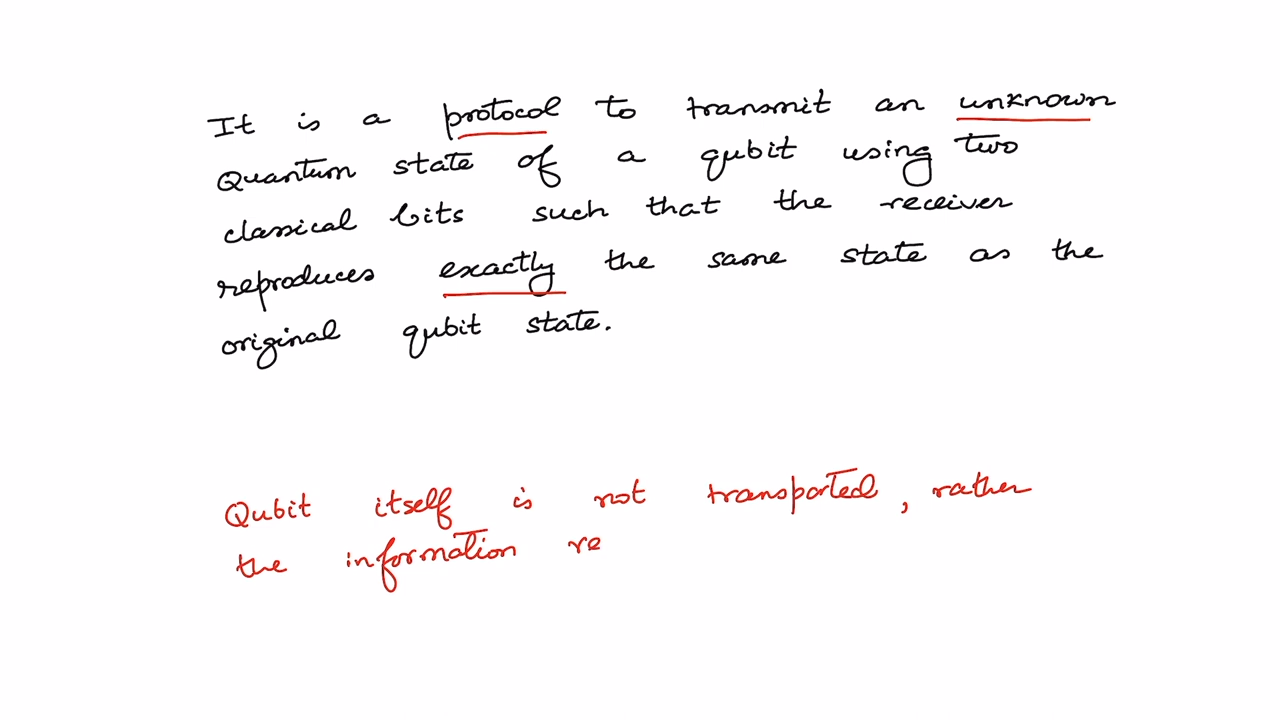 It is a protocol to transmit an unknown
Quantum state of a qubit using two
classical bits such that the receiver
reproduces exactly the same state as the
original qubit state.
Qubit itself is not transported, rather
the information re